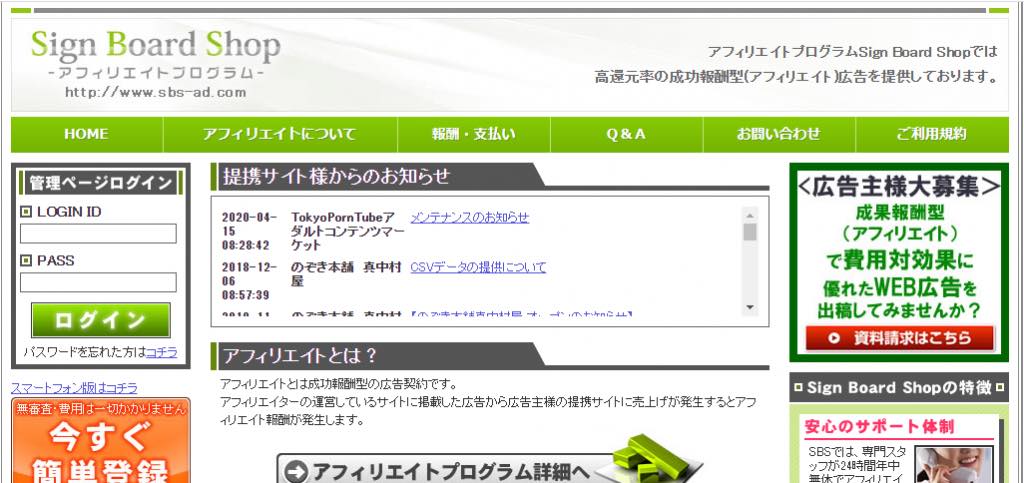 Sign Board Shop
-アフィリエイトプログラム-
http://www.sbs-ad.com
アフィリエイトプログラムSign Board Shopでは
高還元率の成功報酬型(アフィリエイト)広告を提供しております。
HOME
アフィリエイトについて
報酬・支払い
Q&A
お問い合わせ
ご利用規約
管理ページログイン
LOGIN ID
PASS
ログイン
パスワードを忘れた方はコチラ
スマートフォン版はコチラ
無審査・費用は一切かかりません
今すぐ
簡単登録
提携サイト様からのお知らせ
2020-04-
15
08:28:42
TokyoPornTubeア
ダルトコンテンツマー
ケット
メンテナンスのお知らせ
2018-12-
06
08:57:39
のぞき本舗 真中村
屋
CSVデータの提供について
のぞき本舗 真中村
【のぞき本舗真中村屋 オープンのお知らせ】
アフィリエイトとは？
アフィリエイトとは成功報酬型の広告契約です。
アフィリエイターの運営しているサイトに掲載した広告から広告主様の提携サイトに売上げが発生するとアフ
ィリエイト報酬が発生します。
アフィリエイトプログラム詳細へ
<広告主様大募集>
成果報酬型
（アフィリエイト）
で費用対効果に
優れたWEB広告を
出稿してみませんか？
資料請求はこちら
Sign Board Shopの特徴
安心のサポート体制
SBSでは、専門スタ
ッフが24時間年中
無休でアフィリエイ